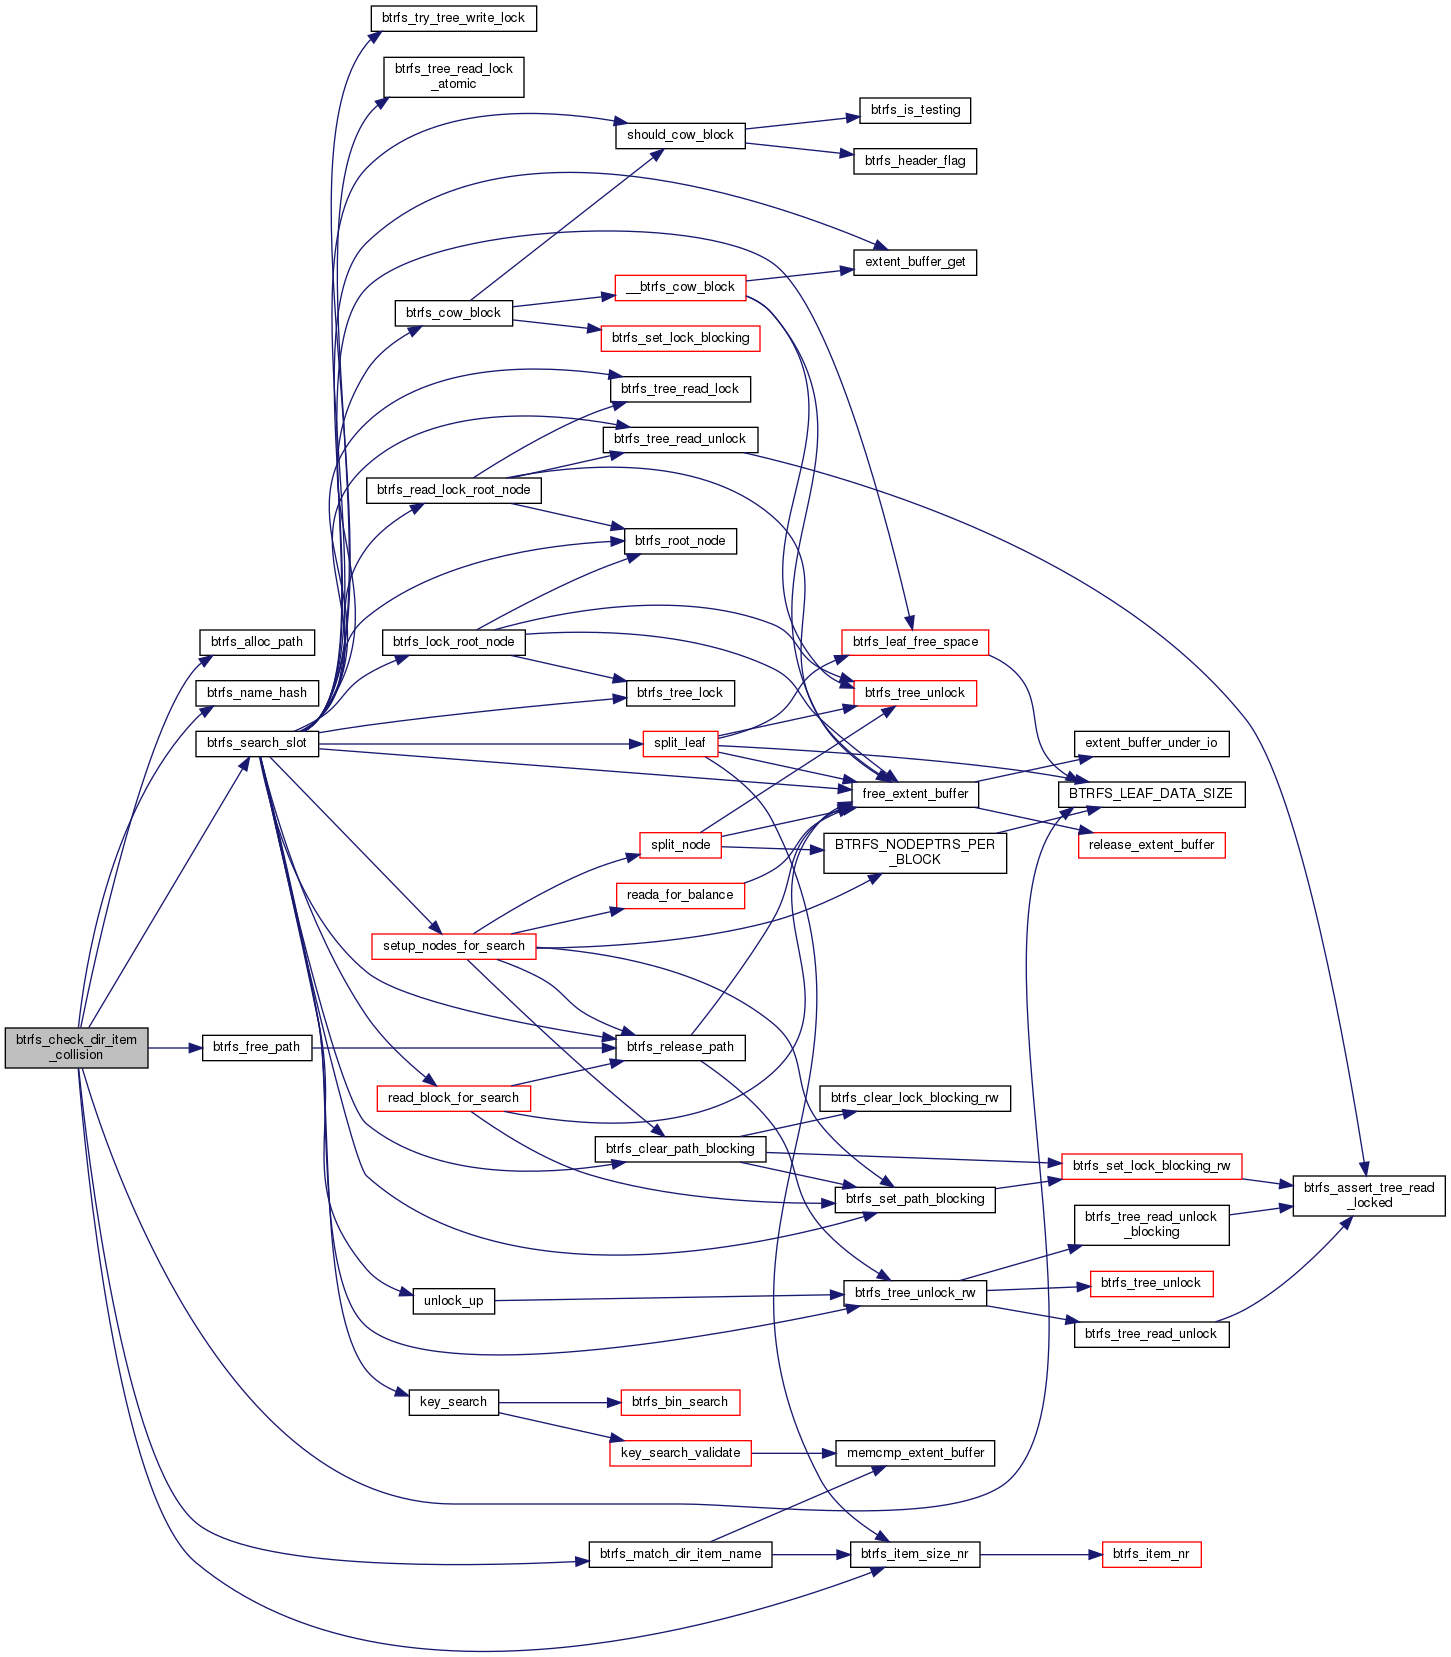 btrfs_try_tree_write_lock
btrfs_tree_read_lock
_atomic
btrfs_is_testing
should_cow_block
btrfs_header_flag
extent_buffer_get
__btrfs_cow_block
btrfs_cow_block
btrfs_set_lock_blocking
btrfs_tree_read_lock
btrfs_tree_read_unlock
btrfs_read_lock_root_node
btrfs_root_node
btrfs_alloc_path
btrfs_lock_root_node
btrfs_leaf_free_space
btrfs_name_hash
btrfs_tree_lock
btrfs_tree_unlock
btrfs_search_slot
split_leaf
extent_buffer_under_io
free_extent_buffer
BTRFS_LEAF_DATA_SIZE
split_node
BTRFS_NODEPTRS_PER
_BLOCK
release_extent_buffer
reada_for_balance
setup_nodes_for_search
btrfs_check_dir_item
_collision
btrfs_free_path
btrfs_release_path
read_block_for_search
btrfs_clear_lock_blocking_rw
btrfs_clear_path_blocking
btrfs_set_lock_blocking_rw
btrfs_set_path_blocking
btrfs_assert_tree_read
_locked
btrfs_tree_read_unlock
_blocking
unlock_up
btrfs_tree_unlock_rw
btrfs_tree_unlock
btrfs_tree_read_unlock
key_search
btrfs_bin_search
key_search_validate
memcmp_extent_buffer
btrfs_match_dir_item_name
btrfs_item_size_nr
btrfs_item_nr